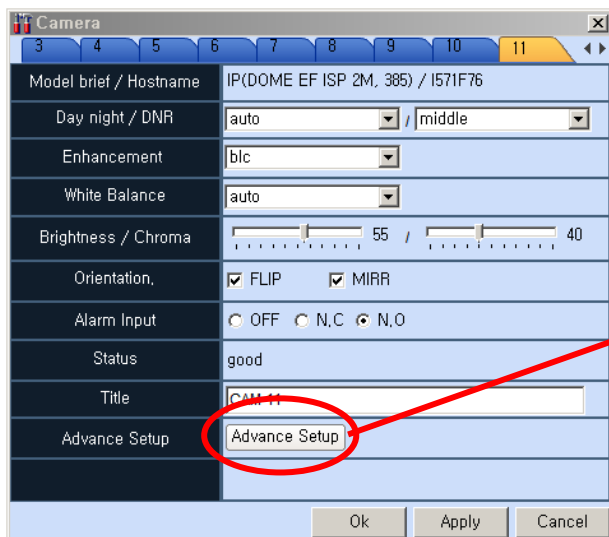 Camera
3 4 5 6 7 8 9 10 11
Model brief / Hostname IP(DOME EF ISP 2M, 385) / I571F76
Day night / DNR auto / middle
Enhancement blc
White Balance auto
Brightness / Chroma 55 / 40
Orientation, FLIP MIRR
Alarm Input OFF N,C N,O
Status good
Title CAM 11
Advance Setup Advance Setup
Ok Apply Cancel